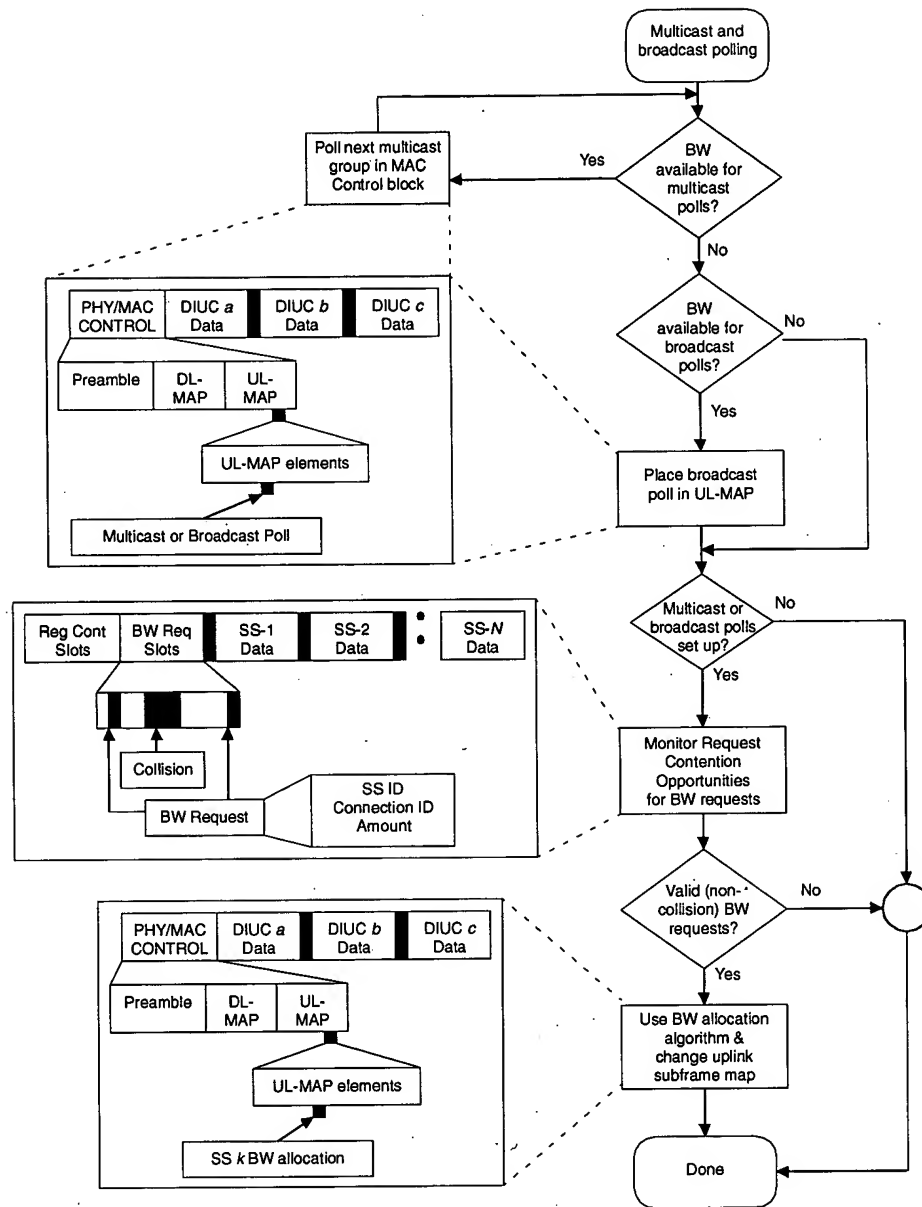 Multicast and
broadcast polling
Poll next multicast
group in MAC
Control block
Yes
BW
available for
multicast
polls?
No
PHY/MAC
CONTROL
DIUC a
Data
DIUC b
Data
DIUC c
Data
Preamble
DL-
MAP
UL-
MAP
UL-MAP elements
Multicast or Broadcast Poll
BW
available for
broadcast
polls?
No
Yes
Place broadcast
poll in UL-MAP
Reg Cont
Slots
BW Req
Slots
SS-1
Data
SS-2
Data
SS-N
Data
Collision
BW Request
SS ID
Connection ID
Amount
Multicast or
broadcast polls
set up?
No
Yes
Monitor Request
Contention
Opportunities
for BW requests
Valid (non-
collision) BW
requests?
No
Yes
PHY/MAC
CONTROL
DIUC a
Data
DIUC b
Data
DIUC c
Data
Preamble
DL-
MAP
UL-
MAP
UL-MAP elements
SS k BW allocation
Use BW allocation
algorithm &
change uplink
subframe map
Done